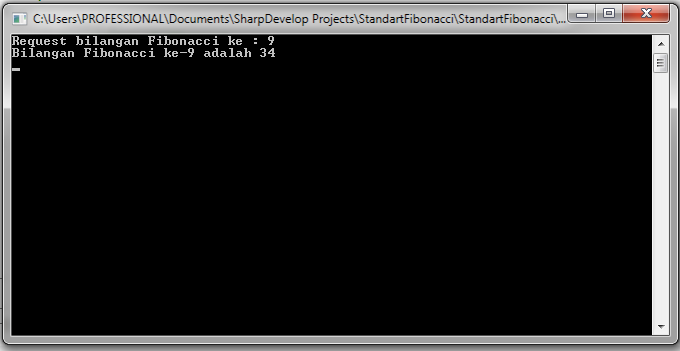 C:\Users\PROFESSIONAL\Documents\SharpDevelop Projects\StandartFibonacci\StandartFibonacci\...
Request bilangan Fibonacci ke : 9
Bilangan Fibonacci ke-9 adalah 34